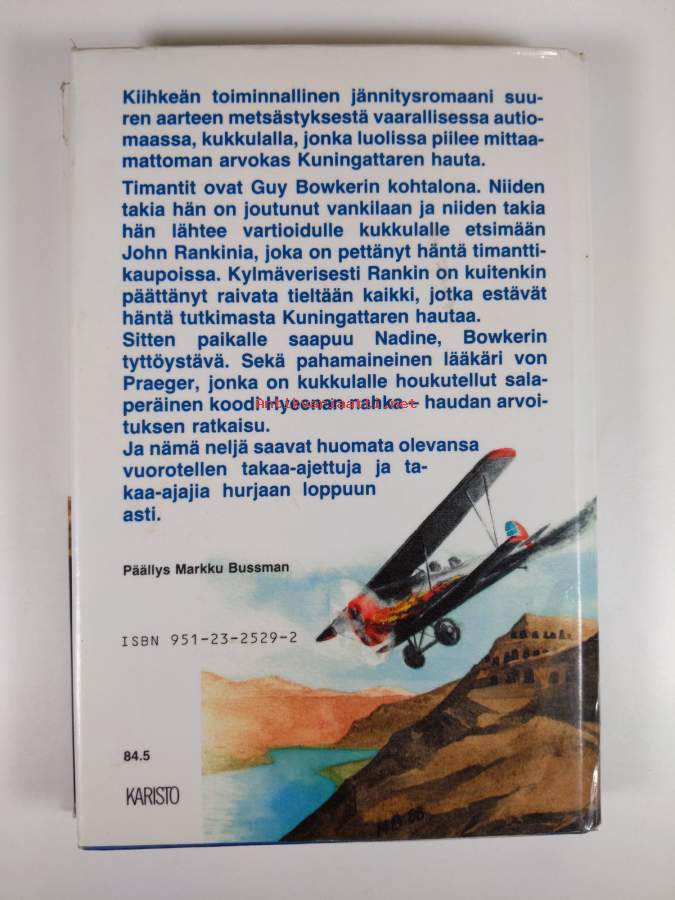 Kiihkeän toiminnallinen jännitysromaani suu-
ren aarteen metsästyksestä vaarallisessa autio-
maassa, kukkulalla, jonka luolissa piilee mittaa-
mattoman arvokas Kuningattaren hauta.
Timantit ovat Guy Bowkerin kohtalona. Niiden
takia hän on joutunut vankilaan ja niiden takia
hän lähtee vartioidulle kukkulalle etsimään
John Rankinia, joka on pettänyt häntä timantti-
kaupoissa. Kylmäverisesti Rankin on kuitenkin
päättänyt raivata tieltään kaikki, jotka estävät
häntä tutkimasta Kuningattaren hautaa.
Sitten paikalle saapuu Nadine, Bowkerin
tyttöystävä. Sekä pahamaineinen lääkäri von
Praeger, jonka on kukkulalle houkutellut sala-
peräinen koodi Hyeenan nahka – haudan arvoi-
tuksen ratkaisu.
Ja nämä neljä saavat huomata olevansa
vuorotellen takaa-ajettuja ja ta-
kaa-ajajia hurjaan loppuun
asti.
Päällys Markku Bussman
ISBN 951-23-2529-2
84.5
KARISTO